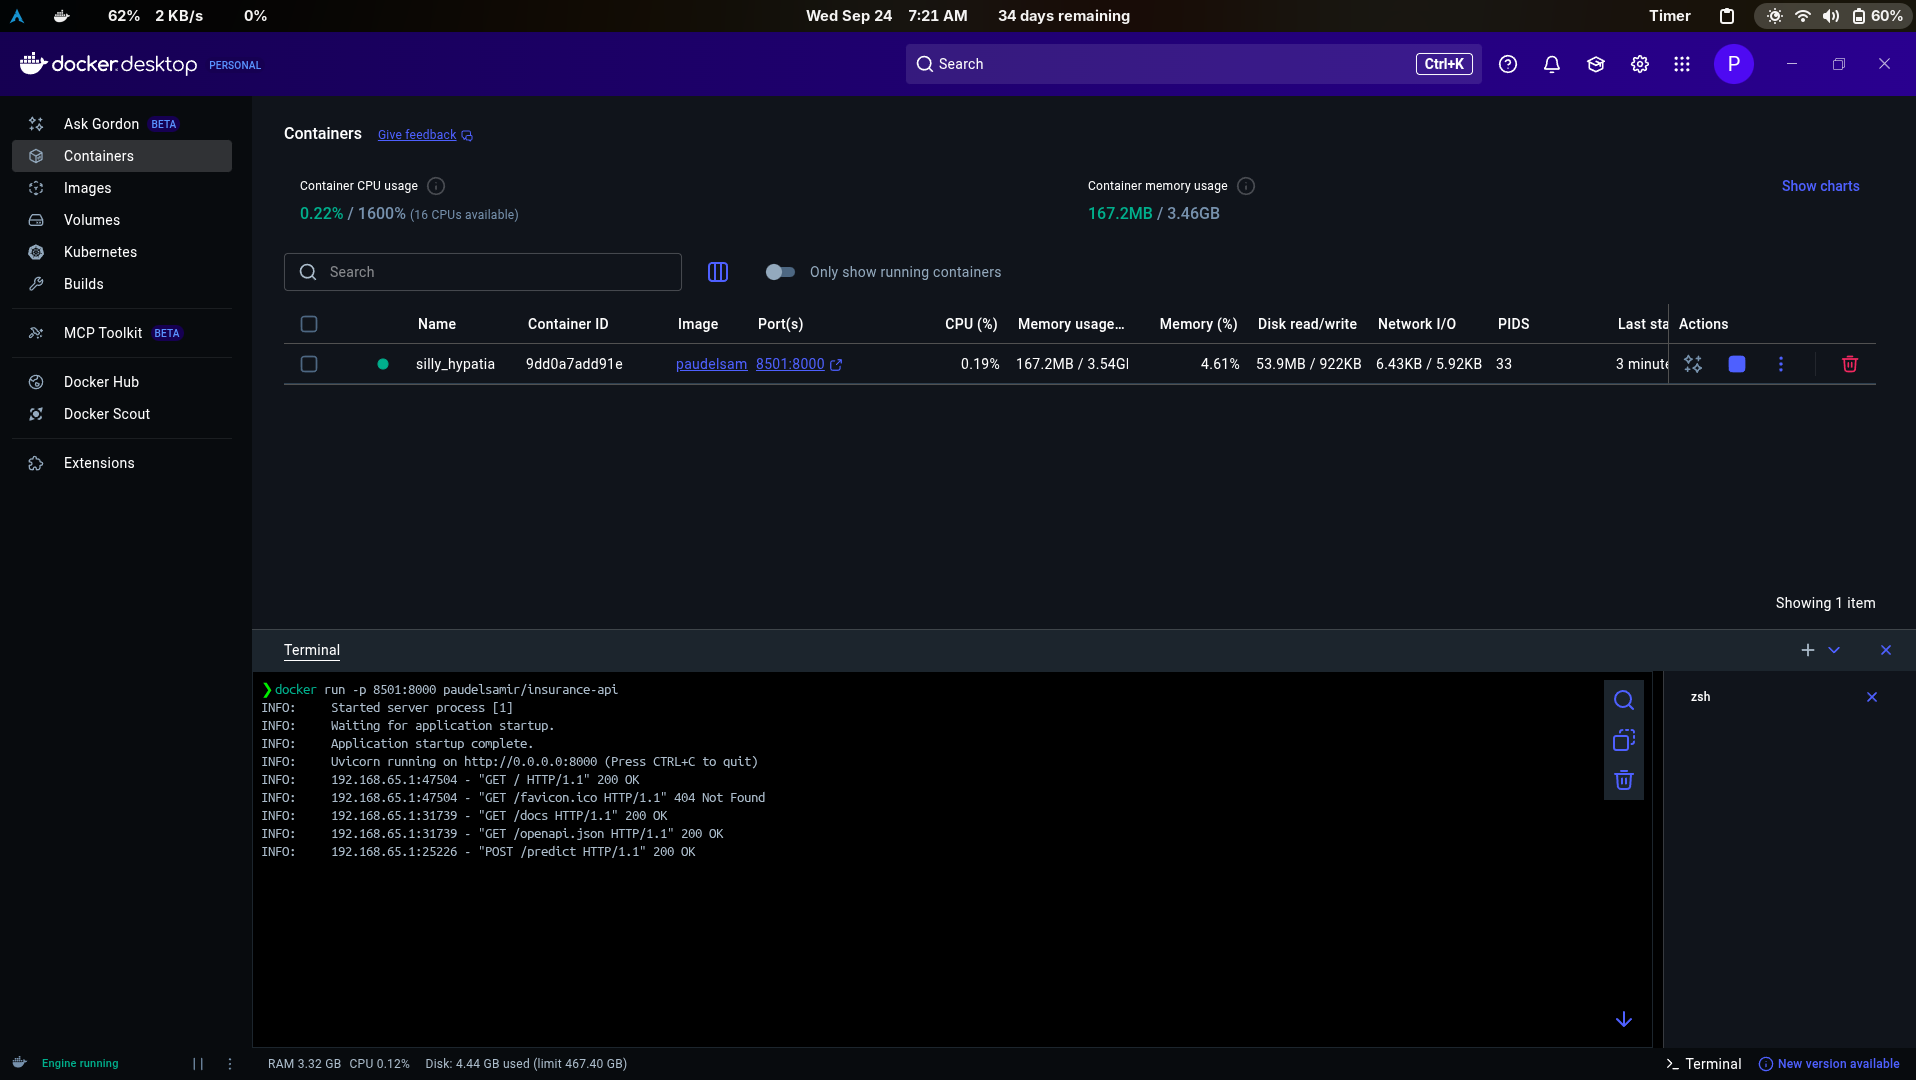 62% 2 KB/s 0% Wed Sep 24 7:21 AM 34 days remaining Timer 60%
docker.desktop PERSONAL Search Ctrl+K P
Ask Gordon BETA
Containers
Images
Volumes
Kubernetes
Builds
MCP Toolkit BETA
Docker Hub
Docker Scout
Extensions
Containers Give feedback
Container CPU usage
0.22% / 1600% (16 CPUs available)
Container memory usage
167.2MB / 3.46GB
Show charts
Search
Only show running containers
Name Container ID Image Port(s) CPU (%) Memory usage... Memory (%) Disk read/write Network I/O PIDS Last sta Actions
silly_hypatia 9dd0a7add91e paudelsam 8501:8000 0.19% 167.2MB / 3.54G 4.61% 53.9MB / 922KB 6.43KB / 5.92KB 33 3 minute
Showing 1 item
Terminal
❯docker run -p 8501:8000 paudelsamir/insurance-api
INFO: Started server process [1]
INFO: Waiting for application startup.
INFO: Application startup complete.
INFO: Uvicorn running on http://0.0.0.0:8000 (Press CTRL+C to quit)
INFO: 192.168.65.1:47504 - "GET / HTTP/1.1" 200 OK
INFO: 192.168.65.1:47504 - "GET /favicon.ico HTTP/1.1" 404 Not Found
INFO: 192.168.65.1:31739 - "GET /docs HTTP/1.1" 200 OK
INFO: 192.168.65.1:31739 - "GET /openapi.json HTTP/1.1" 200 OK
INFO: 192.168.65.1:25226 - "POST /predict HTTP/1.1" 200 OK
zsh
Engine running RAM 3.32 GB CPU 0.12% Disk: 4.44 GB used (limit 467.40 GB) Terminal New version available